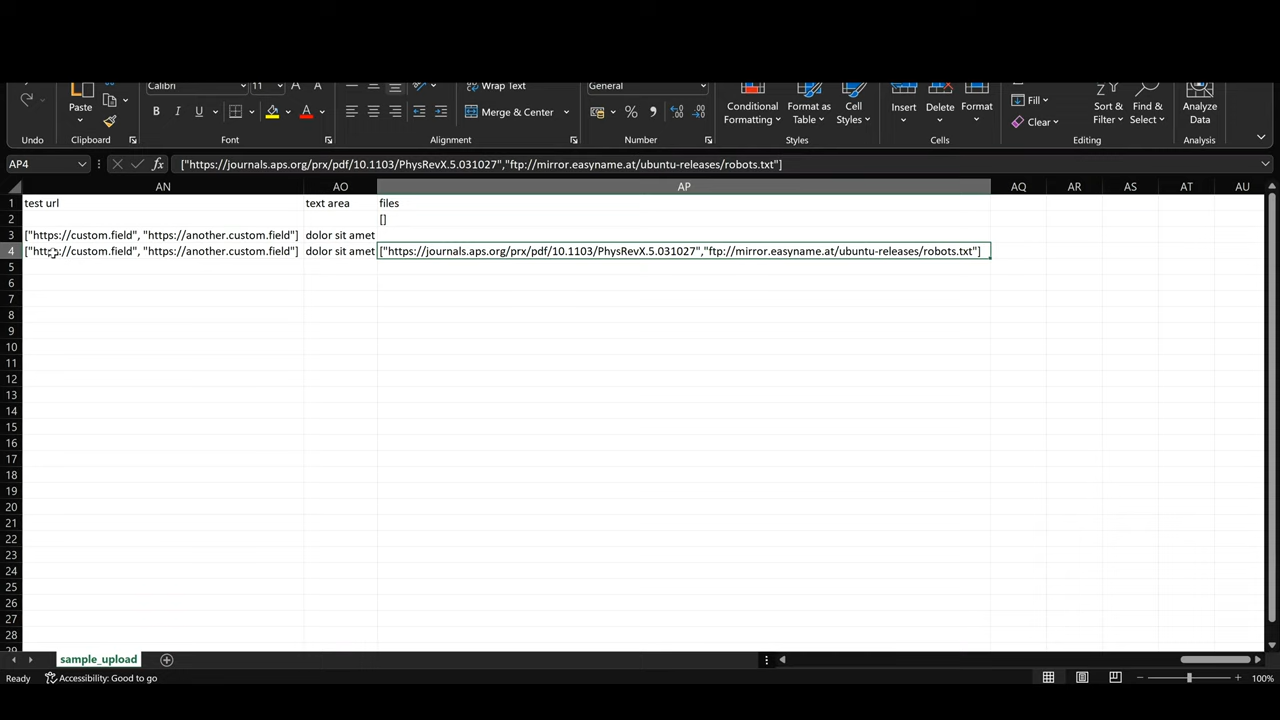 Calibri
11
Wrap Text
General
Paste
Merge & Center
Conditional Formatting
Format as Table
Cell Styles
Insert
Delete
Format
Fill
Clear
Sort & Filter
Find & Select
Analyze Data
Undo
Clipboard
Font
Alignment
Number
Styles
Cells
Editing
Analysis
AP4
fx
["https://journals.aps.org/prx/pdf/10.1103/PhysRevX.5.031027","ftp://mirror.easyname.at/ubuntu-releases/robots.txt"]
AN AO AP AQ AR AS AT AU
1 test url text area files
2 []
3 ["https://custom.field", "https://another.custom.field"] dolor sit amet
4 ["https://custom.field", "https://another.custom.field"] dolor sit amet ["https://journals.aps.org/prx/pdf/10.1103/PhysRevX.5.031027","ftp://mirror.easyname.at/ubuntu-releases/robots.txt"]
5
6
7
8
9
10
11
12
13
14
15
16
17
18
19
20
21
22
23
24
25
26
27
28
29
sample_upload
Ready
Accessibility: Good to go
100%